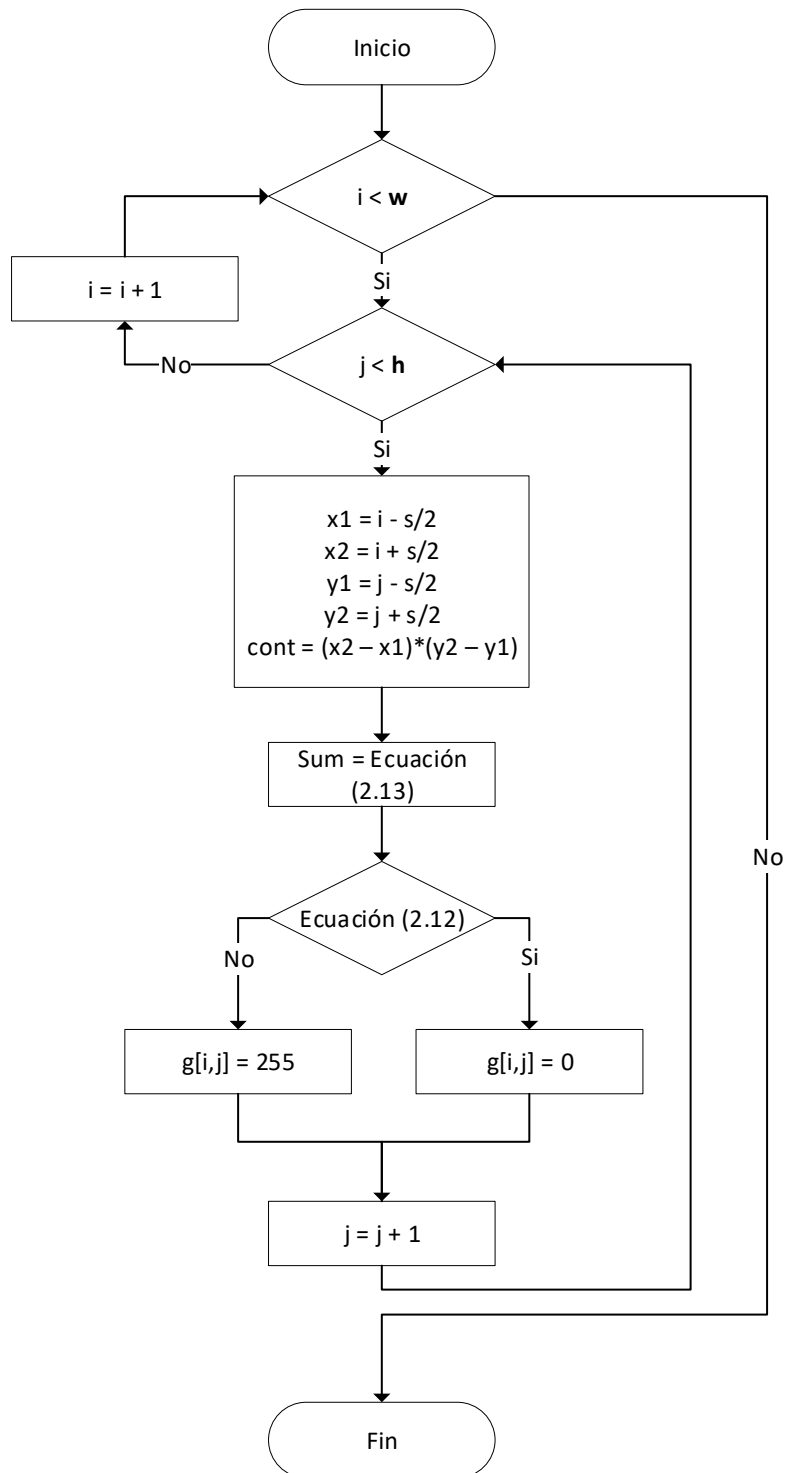 Inicio
i < w
Si
i = i + 1
j < h
No
Si
x1 = i - s/2
x2 = i + s/2
y1 = j - s/2
y2 = j + s/2
cont = (x2 – x1)*(y2 – y1)
Sum = Ecuación
(2.13)
No
Ecuación (2.12)
No
Si
g[i,j] = 255
g[i,j] = 0
j = j + 1
Fin